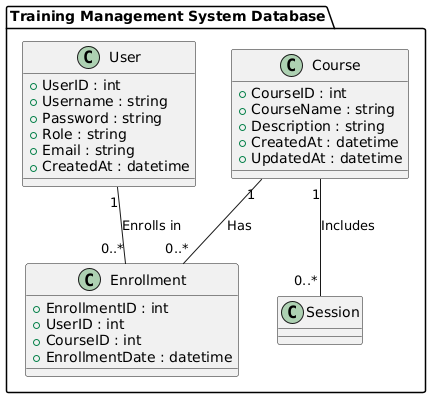 Training Management System Database
C User
UserID : int
Username : string
Password : string
Role : string
Email : string
CreatedAt : datetime
C Course
CourseID : int
CourseName : string
Description : string
CreatedAt : datetime
UpdatedAt : datetime
1
Enrolls in
0..*
1
Has
0..*
1
Includes
0..*
C Enrollment
EnrollmentID : int
UserID : int
CourseID : int
EnrollmentDate : datetime
C Session